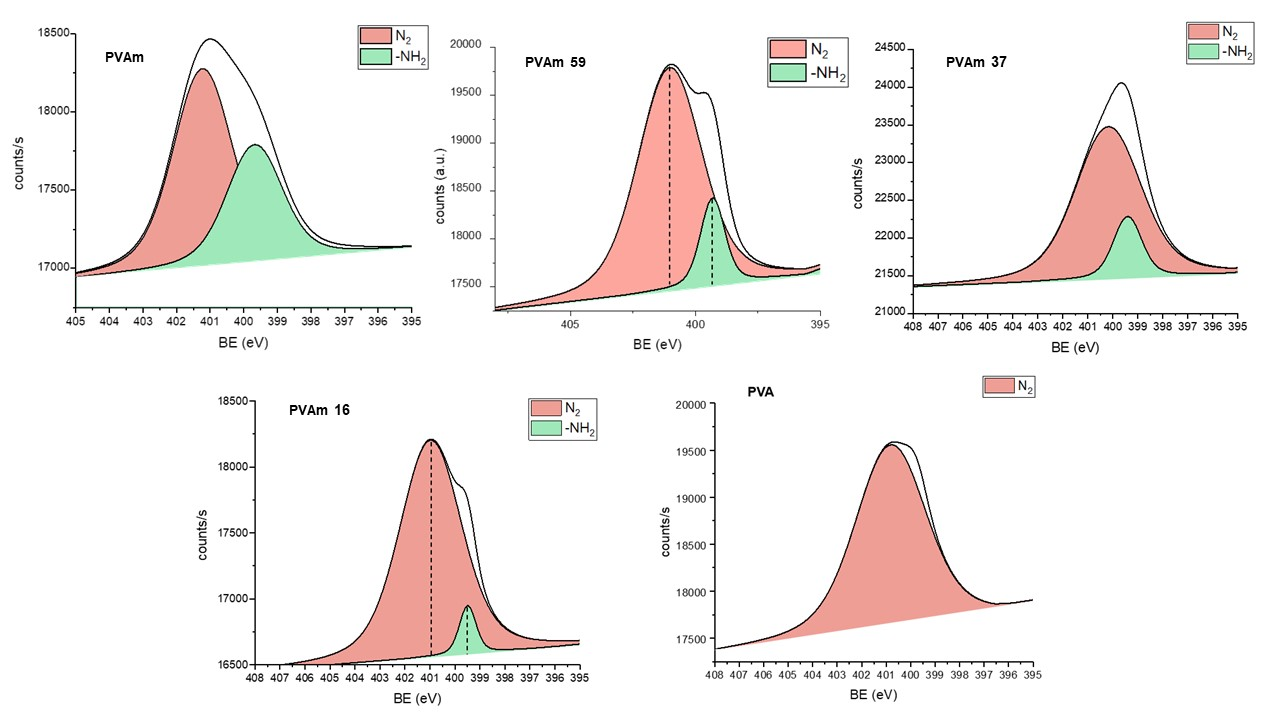 PVAm
N2
-NH2
18500
18000
17500
17000
counts/s
405 404 403 402 401 400 399 398 397 396 395
BE (eV)
PVAm 59
N2
-NH2
20000
19500
19000
18500
18000
17500
counts (a.u.)
405 400 395
BE (eV)
PVAm 37
N2
-NH2
24500
24000
23500
23000
22500
22000
21500
21000
counts/s
408 407 406 405 404 403 402 401 400 399 398 397 396 395
BE (eV)
PVAm 16
N2
-NH2
18500
18000
17500
17000
16500
counts/s
408 407 406 405 404 403 402 401 400 399 398 397 396 395
BE (eV)
PVA
N2
20000
19500
19000
18500
18000
17500
counts/s
408 407 406 405 404 403 402 401 400 399 398 397 396 395
BE (eV)